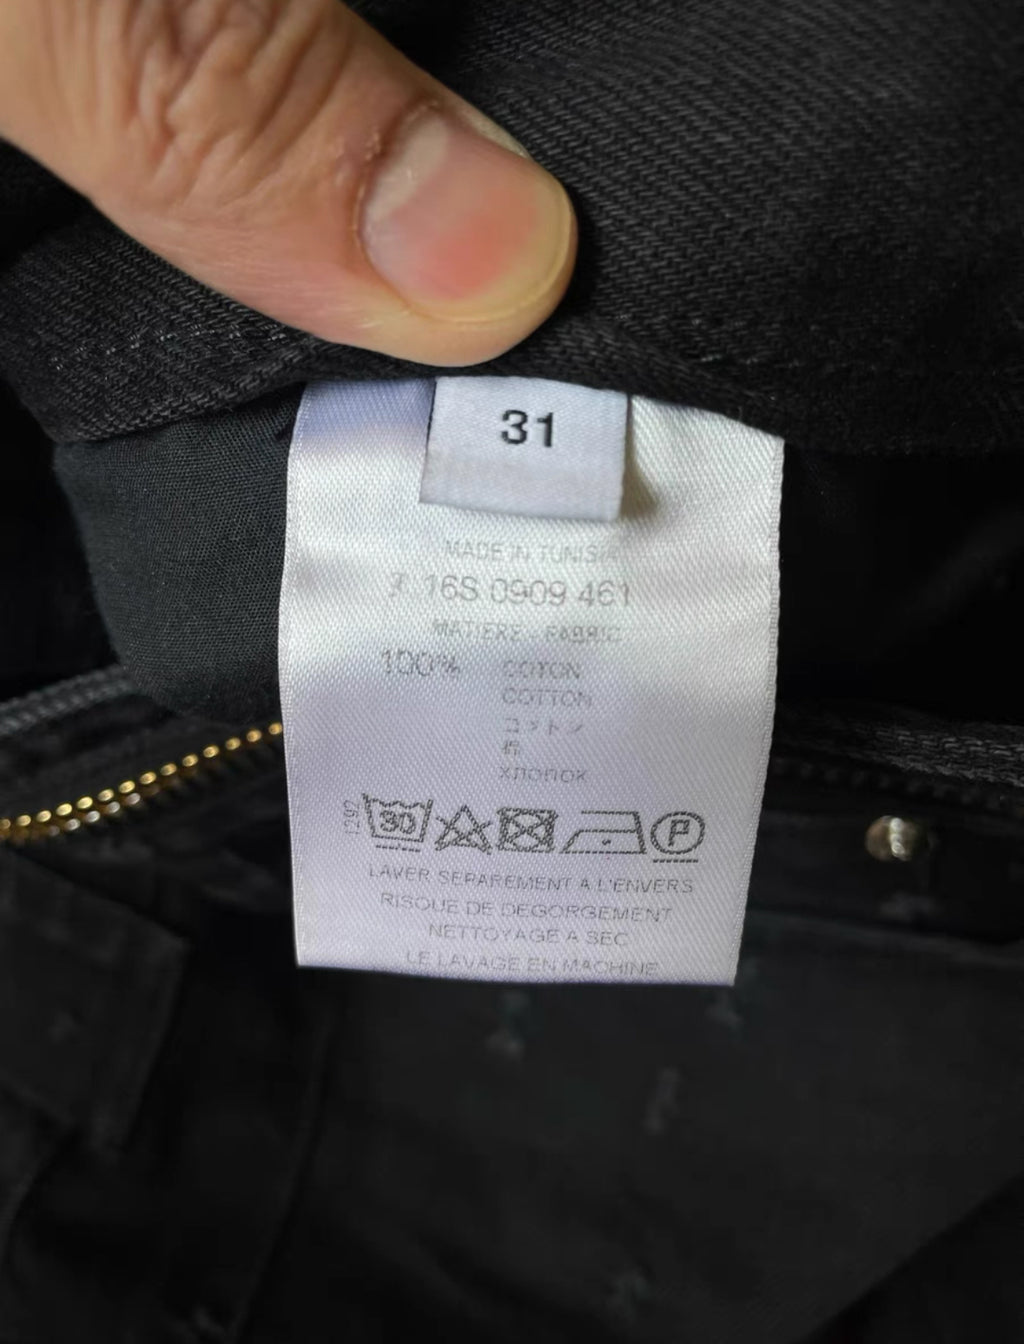 31
MADE IN TUNISIA
16S 0909 461
MATIERE - FABRIC
100% COTON
COTTON
コットン
棉
хлопок
1292
30
P
LAVER SEPAREMENT A L'ENVERS
RISQUE DE DEGORGEMENT
NETTOYAGE A SEC
LE LAVAGE EN MACHINE